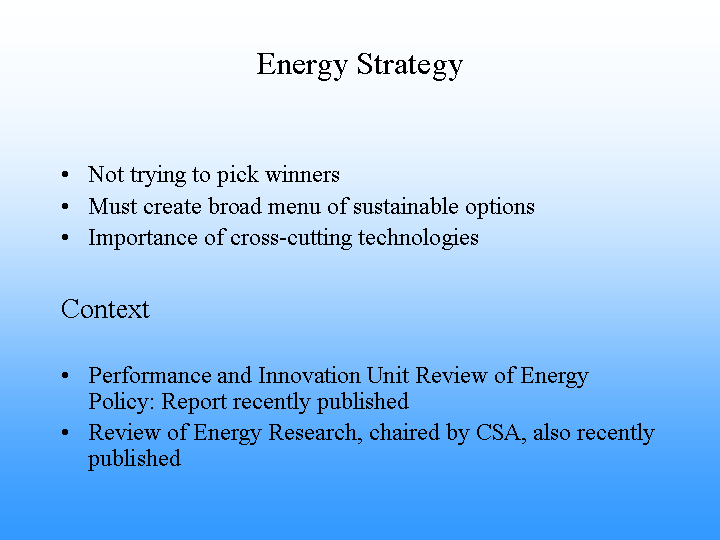 Energy Strategy
• Not trying to pick winners
• Must create broad menu of sustainable options
• Importance of cross-cutting technologies
Context
• Performance and Innovation Unit Review of Energy
Policy: Report recently published
• Review of Energy Research, chaired by CSA, also recently
published